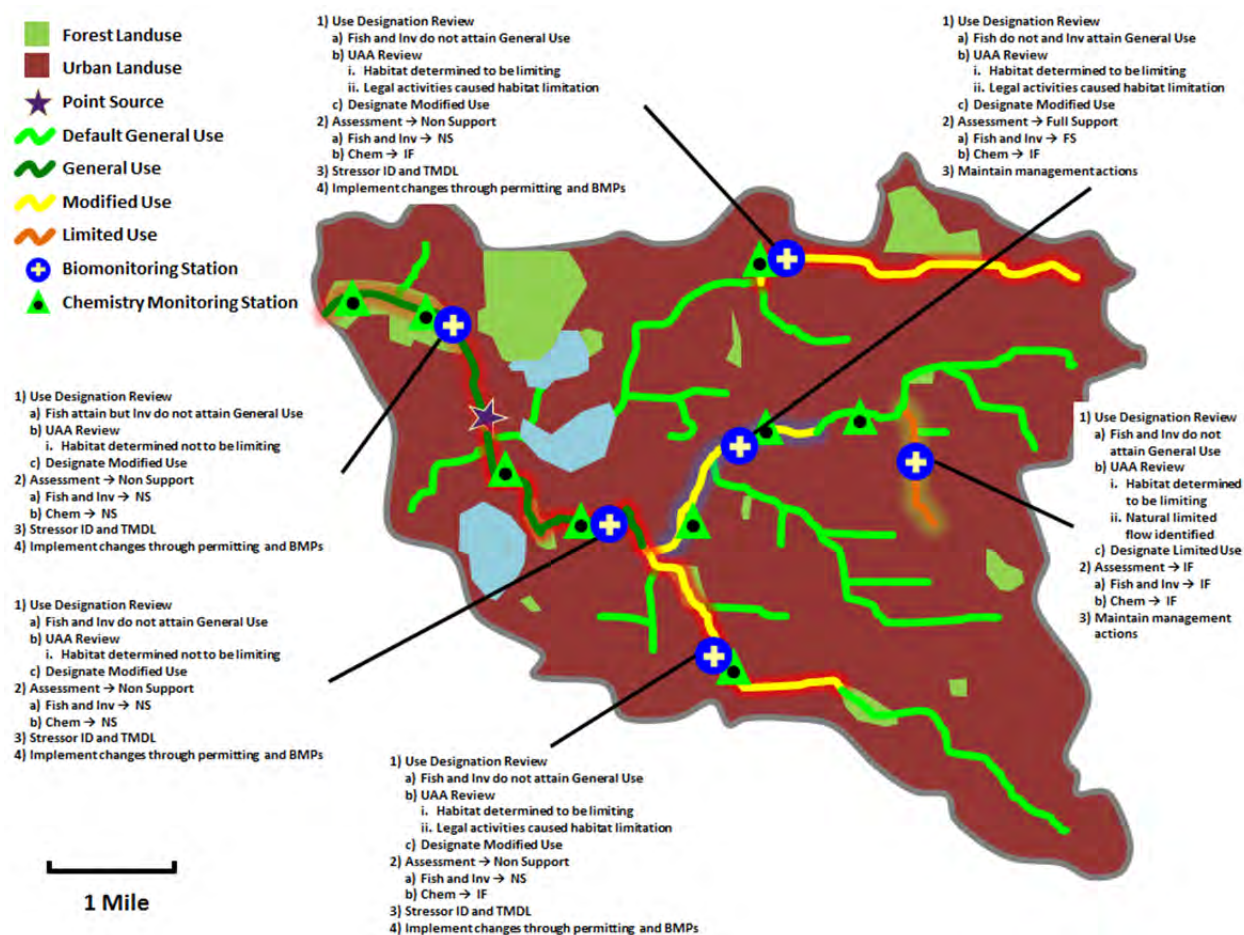 Forest Landuse
Urban Landuse
Point Source
Default General Use
General Use
Modified Use
Limited Use
Biomonitoring Station
Chemistry Monitoring Station
1) Use Designation Review
a) Fish and Inv do not attain General Use
b) UAA Review
i. Habitat determined to be limiting
ii. Legal activities caused habitat limitation
c) Designate Modified Use
2) Assessment → Non Support
a) Fish and Inv → NS
b) Chem → IF
3) Stressor ID and TMDL
4) Implement changes through permitting and BMPs
1) Use Designation Review
a) Fish do not and Inv attain General Use
b) UAA Review
i. Habitat determined to be limiting
ii. Legal activities caused habitat limitation
c) Designate Modified Use
2) Assessment → Full Support
a) Fish and Inv → FS
b) Chem → IF
3) Maintain management actions
1) Use Designation Review
a) Fish attain but Inv do not attain General Use
b) UAA Review
i. Habitat determined not to be limiting
c) Designate Modified Use
2) Assessment → Non Support
a) Fish and Inv → NS
b) Chem → NS
3) Stressor ID and TMDL
4) Implement changes through permitting and BMPs
1) Use Designation Review
a) Fish and Inv do not
attain General Use
b) UAA Review
i. Habitat determined
to be limiting
ii. Natural limited
flow identified
c) Designate Limited Use
2) Assessment → IF
a) Fish and Inv → IF
b) Chem → IF
3) Maintain management
actions
1) Use Designation Review
a) Fish and Inv do not attain General Use
b) UAA Review
i. Habitat determined not to be limiting
c) Designate Modified Use
2) Assessment → Non Support
a) Fish and Inv → NS
b) Chem → NS
3) Stressor ID and TMDL
4) Implement changes through permitting and BMPs
1) Use Designation Review
a) Fish and Inv do not attain General Use
b) UAA Review
i. Habitat determined to be limiting
ii. Legal activities caused habitat limitation
c) Designate Modified Use
2) Assessment → Non Support
a) Fish and Inv → NS
b) Chem → IF
3) Stressor ID and TMDL
4) Implement changes through permitting and BMPs
1 Mile